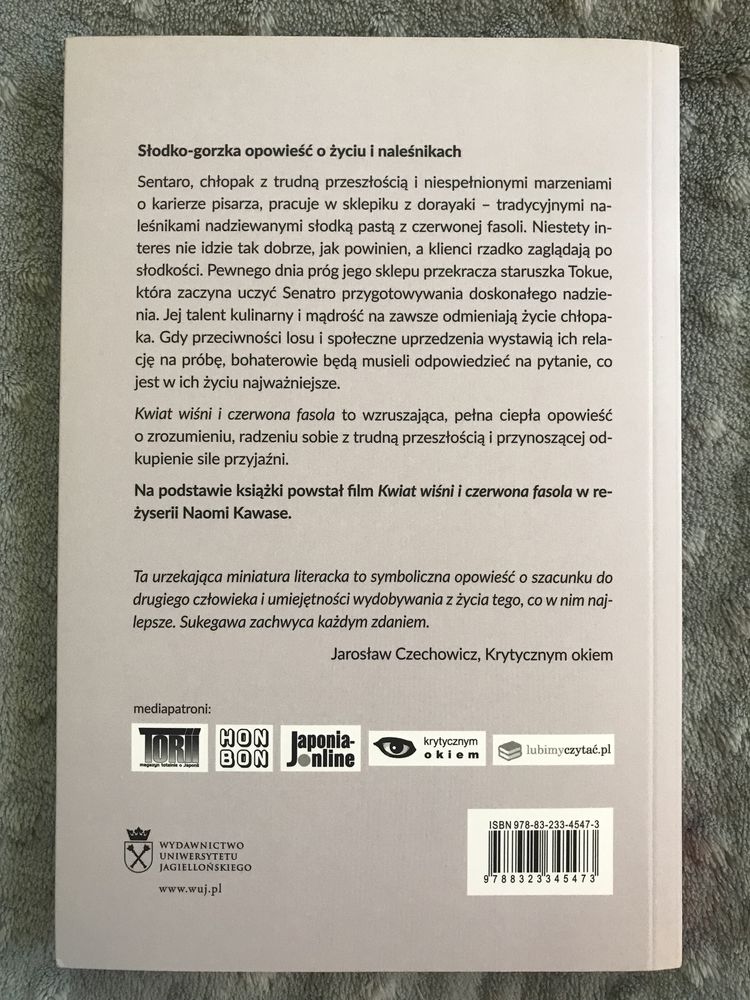 Słodko-gorzka opowieść o życiu i naleśnikach
Sentaro, chłopak z trudną przeszłością i niespełnionymi marzeniami
o karierze pisarza, pracuje w sklepiku z dorayaki – tradycyjnymi na-
leśnikami nadziewanymi słodką pastą z czerwonej fasoli. Niestety in-
teres nie idzie tak dobrze, jak powinien, a klienci rzadko zaglądają po
słodkości. Pewnego dnia próg jego sklepu przekracza staruszka Tokue,
która zaczyna uczyć Senatro przygotowywania doskonałego nadzie-
nia. Jej talent kulinarny i mądrość na zawsze odmieniają życie chłopa-
ka. Gdy przeciwności losu i społeczne uprzedzenia wystawią ich rela-
cję na próbę, bohaterowie będą musieli odpowiedzieć na pytanie, co
jest w ich życiu najważniejsze.
Kwiat wiśni i czerwona fasola to wzruszająca, pełna ciepła opowieść
o zrozumieniu, radzeniu sobie z trudną przeszłością i przynoszącej od-
kupienie sile przyjaźni.
Na podstawie książki powstał film Kwiat wiśni i czerwona fasola w re-
żyserii Naomi Kawase.
Ta urzekająca miniatura literacka to symboliczna opowieść o szacunku do
drugiego człowieka i umiejętności wydobywania z życia tego, co w nim naj-
lepsze. Sukegawa zachwyca każdym zdaniem.
Jarosław Czechowicz, Krytycznym okiem
mediapatroni:
TORII
magazyn totalnie o Japonii
HON
BON
Japonia-
online
krytycznym
okiem
lubimyczytać.pl
WYDAWNICTWO
UNIWERSYTETU
JAGIELLOŃSKIEGO
www.wuj.pl
ISBN 978-83-233-4547-3
9 788323 345473